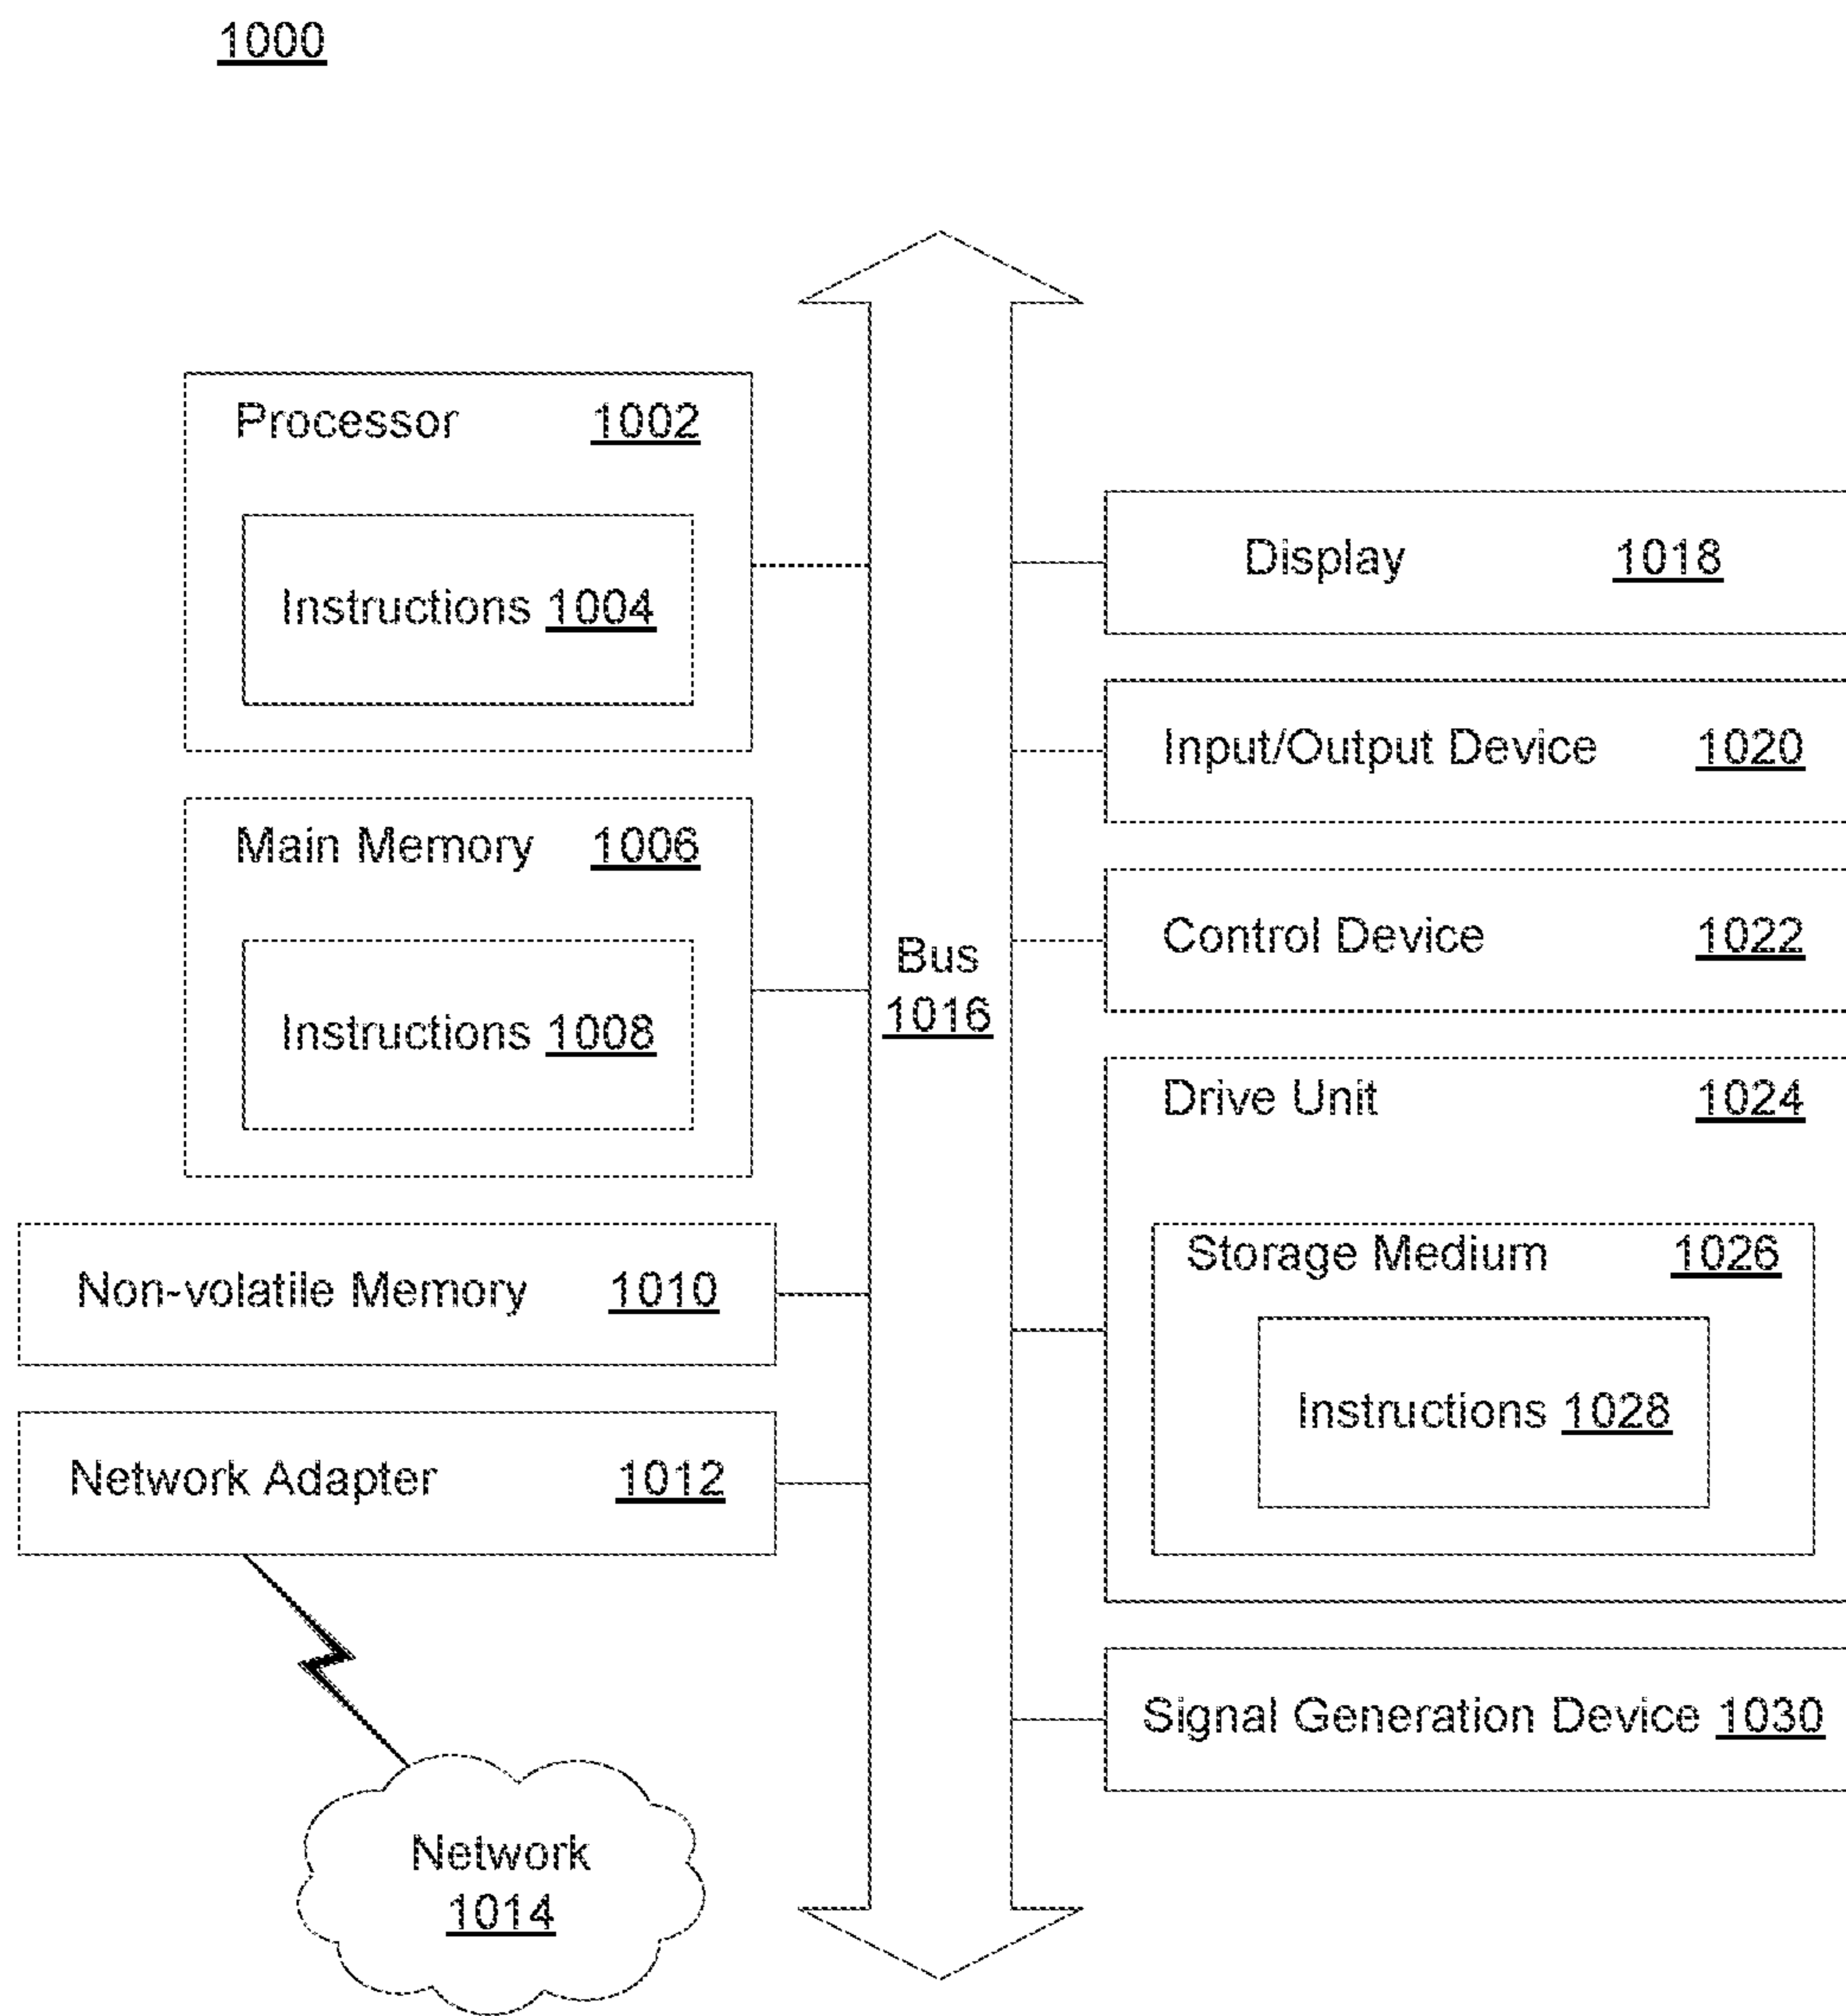 1000
Processor 1002
Instructions 1004
Main Memory 1006
Instructions 1008
Non-volatile Memory 1010
Network Adapter 1012
Network
1014
Bus
1016
Display 1018
Input/Output Device 1020
Control Device 1022
Drive Unit 1024
Storage Medium 1026
Instructions 1028
Signal Generation Device 1030